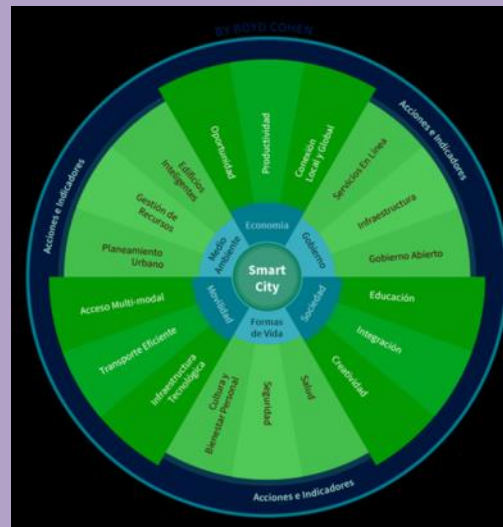 BY BOYD COHEN
Acciones e Indicadores
Acciones e Indicadores
Oportunidad
Productividad
Conexión
Local y Global
Edificios
Inteligentes
Gestión de
Recursos
Planeamiento
Urbano
Servicios En Línea
Infraestructura
Gobierno Abierto
Economia
Medio
Ambiente
Gobierno
Smart
City
Movilidad
Sociedad
Formas
de Vida
Acceso Multi-modal
Transporte Eficiente
Infraestructura
Tecnológica
Educación
Integración
Creatividad
Cultura y
Bienestar Personal
Seguridad
Salud
Acciones e Indicadores